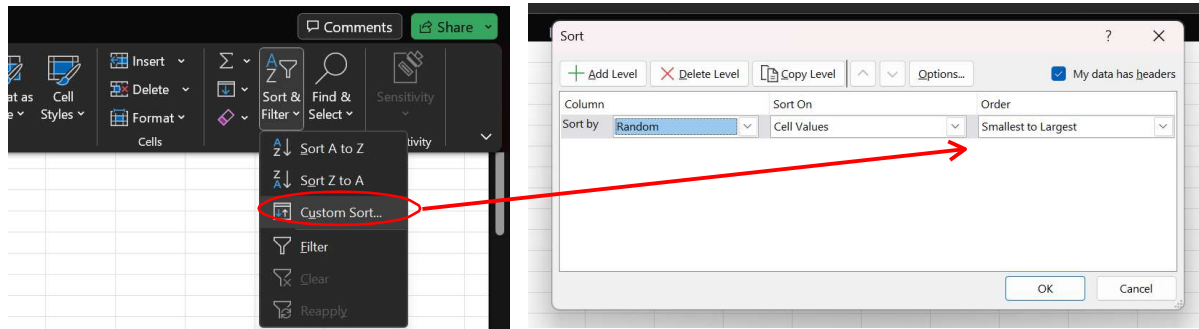 Comments Share
Insert
Delete
Format
Cells
at as
e
Cell
Styles
Sort &
Filter
Find &
Select
Sensitivity
tivity
Sort A to Z
Sort Z to A
Custom Sort...
Filter
Clear
Reapply
Sort ?
Add Level Delete Level Copy Level Options... My data has headers
Column Sort On Order
Sort by Random Cell Values Smallest to Largest
OK Cancel